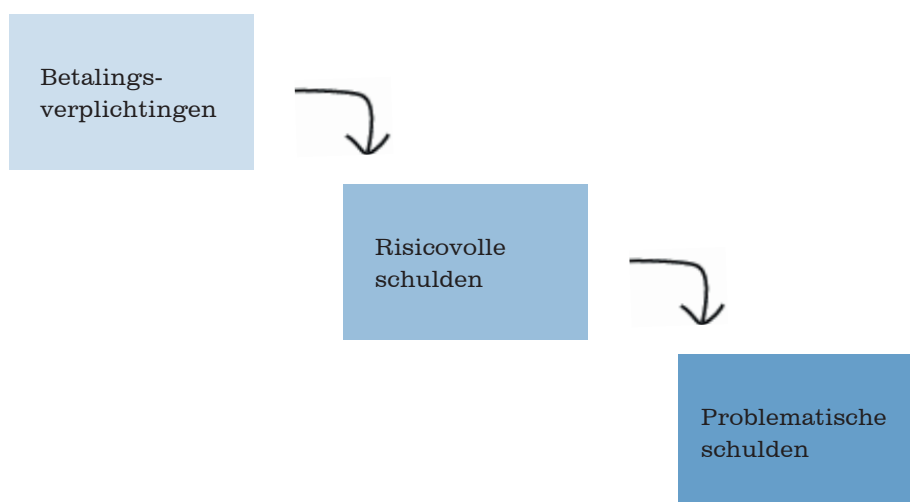 Betalings-
verplichtingen
Risicovolle
schulden
Problematische
schulden